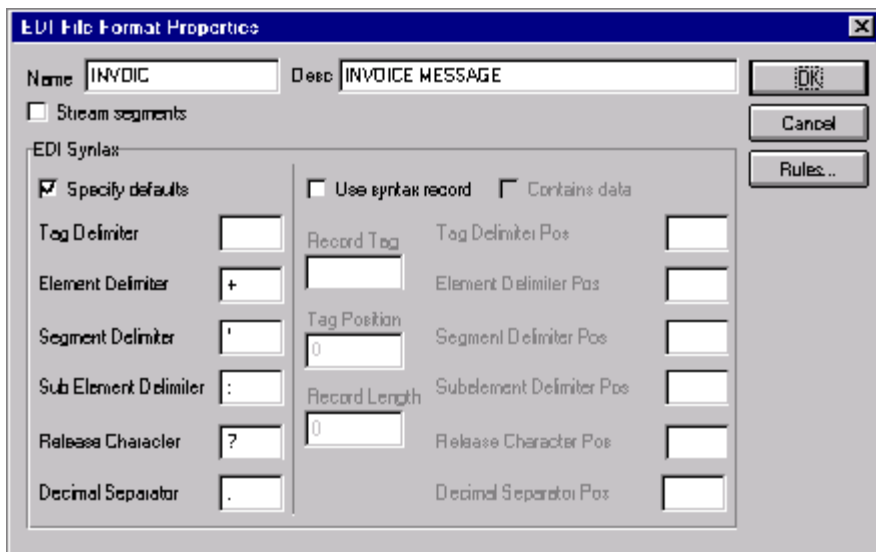 EDI File Format Properties
Name INVOIC Desc INVOICE MESSAGE OK
Stream segments Cancel
EDI Syntax Rules...
Specify defaults Use syntax record Contains data
Tag Delimiter Record Tag Tag Delimiter Pos
Element Delimiter + Element Delimiter Pos
Tag Position
Segment Delimiter ' 0 Segment Delimiter Pos
Sub Element Delimiter : Record Length Subelement Delimiter Pos
0
Release Character ? Release Character Pos
Decimal Separator . Decimal Separator Pos